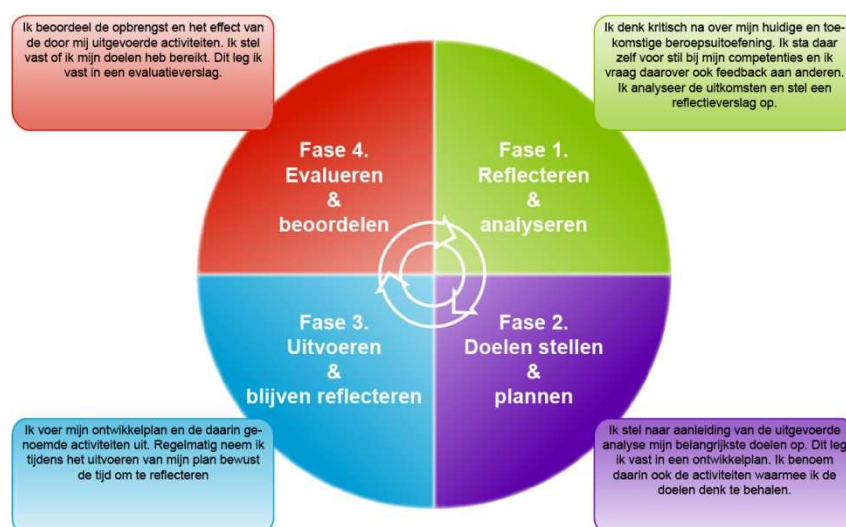 Ik beoordeel de opbrengst en het effect van
de door mij uitgevoerde activiteiten. Ik stel
vast of ik mijn doelen heb bereikt. Dit leg ik
vast in een evaluatieverslag.
Ik denk kritisch na over mijn huidige en toe-
komstige beroepsuitoefening. Ik sta daar
zelf voor stil bij mijn competenties en ik
vraag daarover ook feedback aan anderen.
Ik analyseer de uitkomsten en stel een
reflectieverslag op.
Fase 4.
Evalueren
&
beoordelen
Fase 1.
Reflecteren
&
analyseren
Fase 3.
Uitvoeren
&
blijven reflecteren
Fase 2.
Doelen stellen
&
plannen
Ik voer mijn ontwikkelplan en de daarin ge-
noemde activiteiten uit. Regelmatig neem ik
tijdens het uitvoeren van mijn plan bewust
de tijd om te reflecteren
Ik stel naar aanleiding van de uitgevoerde
analyse mijn belangrijkste doelen op. Dit leg
ik vast in een ontwikkelplan. Ik benoem
daarin ook de activiteiten waarmee ik de
doelen denk te behalen.